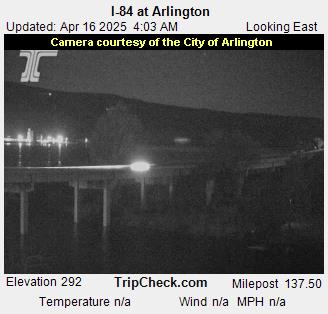 I-84 at Arlington
Updated: Apr 16 2025 4:03 AM Looking East
Camera courtesy of the City of Arlington
Elevation 292 TripCheck.com Milepost 137.50
Temperature n/a Wind n/a MPH n/a